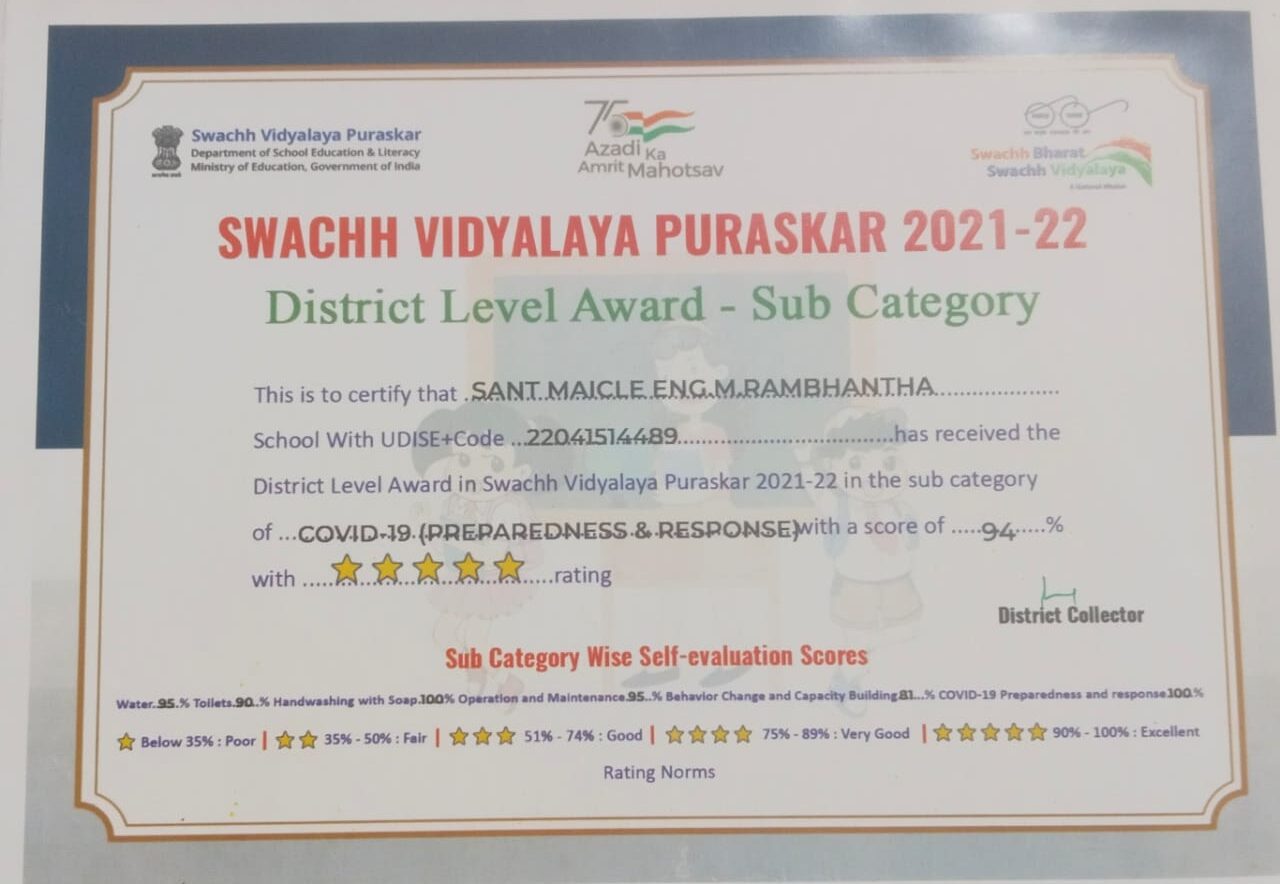 Swachh Vidyalaya Puraskar
Department of School Education & Literacy
Ministry of Education, Government of India
75
Azadi Ka
Amrit Mahotsav
Swachh Bharat
Swachh Vidyalaya
A National Mission
SWACHH VIDYALAYA PURASKAR 2021-22
District Level Award - Sub Category
This is to certify that .SANT.MAICLE.ENG.M.RAMBHANTHA....................
School With UDISE+Code ...22041514489....................................has received the
District Level Award in Swachh Vidyalaya Puraskar 2021-22 in the sub category
of ...COVID-19.(PREPAREDNESS.&.RESPONSE)with a score of .....94.....%
with ..........rating
District Collector
Sub Category Wise Self-evaluation Scores
Water..95.% Toilets.90..% Handwashing with Soap.100% Operation and Maintenance.95..% Behavior Change and Capacity Building.81...% COVID-19 Preparedness and response.100.%
Below 35% : Poor | 35% - 50% : Fair | 51% - 74% : Good | 75% - 89% : Very Good | 90% - 100% : Excellent
Rating Norms